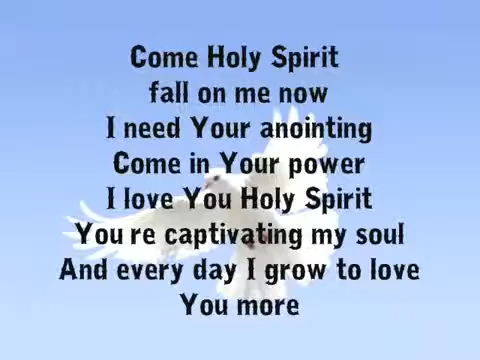 Come Holy Spirit
fall on me now
I need Your anointing
Come in Your power
I love You Holy Spirit
You re captivating my soul
And every day I grow to love
You more